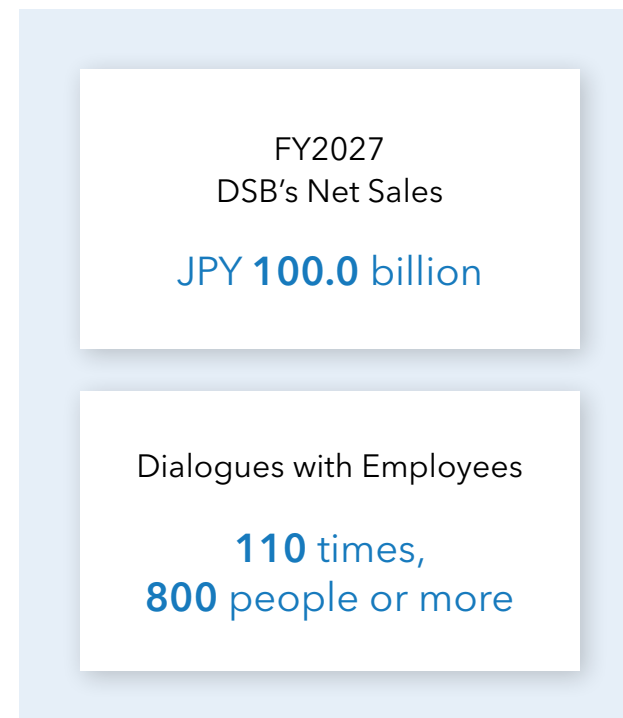 FY2027
DSB’s Net Sales
JPY 100.0 billion
Dialogues with Employees
110 times,
800 people or more